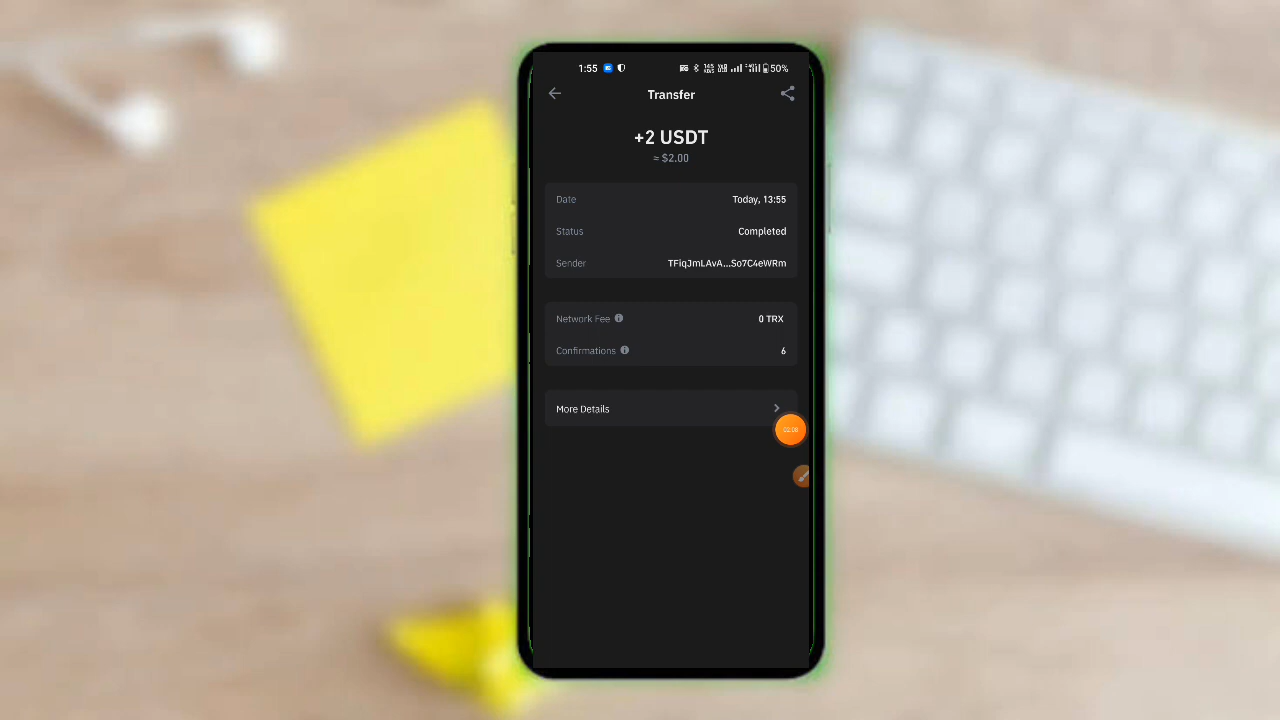 1:55 50%
Transfer
+2 USDT
≈ $2.00
Date Today, 13:55
Status Completed
Sender TFiqJmLAvA...So7C4eWRm
Network Fee 0 TRX
Confirmations 6
More Details